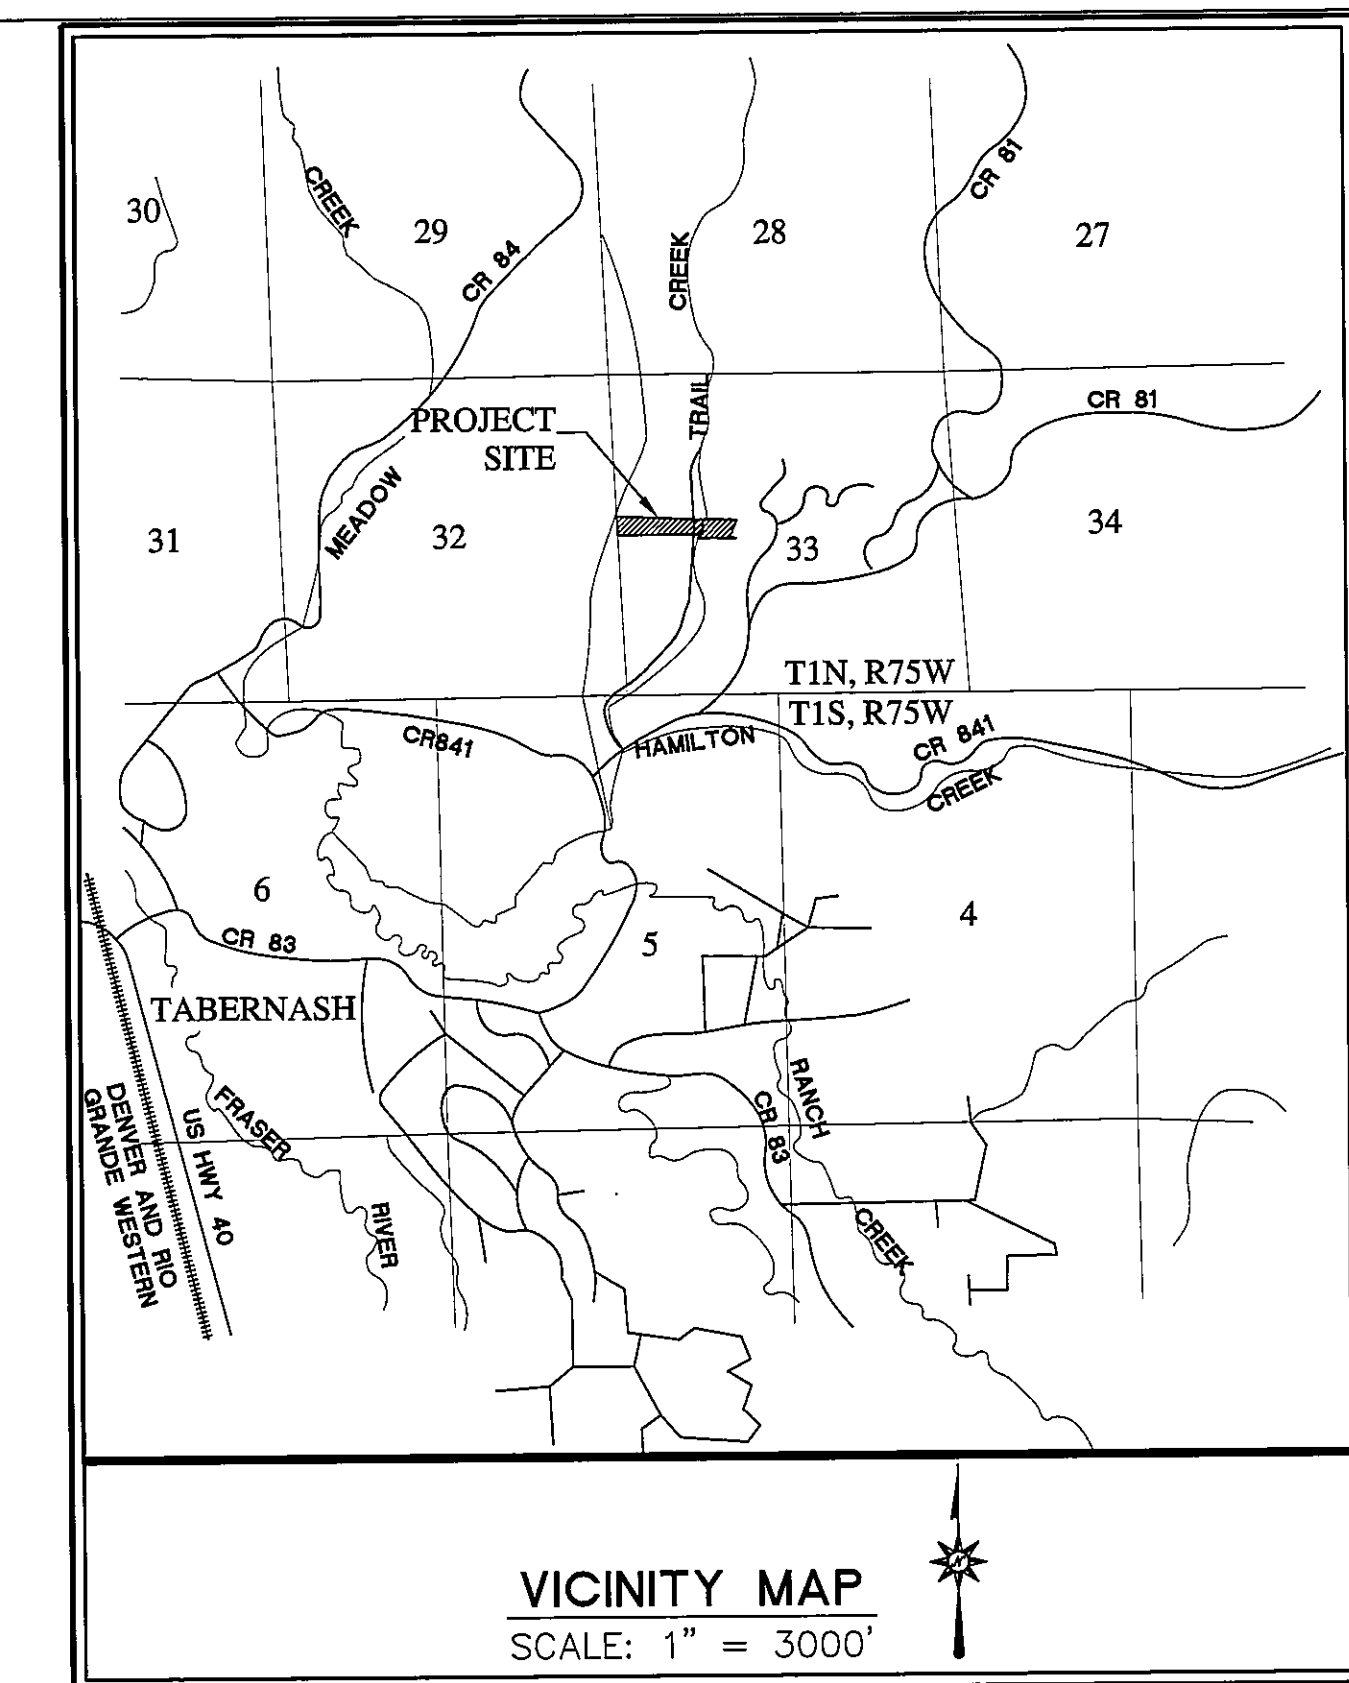 30
29
28
27
CREEK
CR 84
CREEK
CR 81
TRAIL
CR 81
PROJECT
SITE
MEADOW
31
32
33
34
T1N, R75W
T1S, R75W
CR841
HAMILTON
CR 841
CREEK
6
5
4
CR 83
TABERNASH
FRASER
RIVER
US HWY 40
DENVER AND RIO
GRANDE WESTERN
RANCH
CR 83
CREEK
N
VICINITY MAP
SCALE: 1" = 3000'